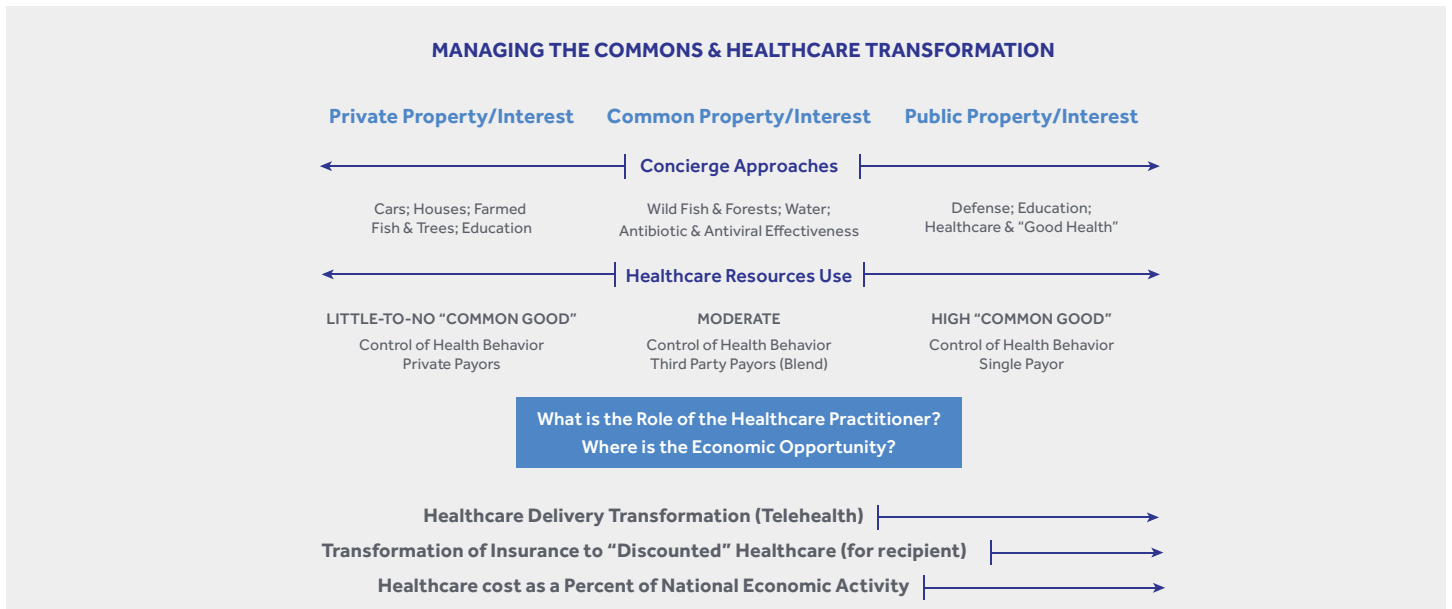 MANAGING THE COMMONS & HEALTHCARE TRANSFORMATION
Private Property/Interest
Common Property/Interest
Public Property/Interest
Concierge Approaches
Cars; Houses; Farmed
Fish & Trees; Education
Wild Fish & Forests; Water;
Antibiotic & Antiviral Effectiveness
Defense; Education;
Healthcare & “Good Health”
Healthcare Resources Use
LITTLE-TO-NO “COMMON GOOD”
Control of Health Behavior
Private Payors
MODERATE
Control of Health Behavior
Third Party Payors (Blend)
HIGH “COMMON GOOD”
Control of Health Behavior
Single Payor
What is the Role of the Healthcare Practitioner?
Where is the Economic Opportunity?
Healthcare Delivery Transformation (Telehealth)
Transformation of Insurance to “Discounted” Healthcare (for recipient)
Healthcare cost as a Percent of National Economic Activity